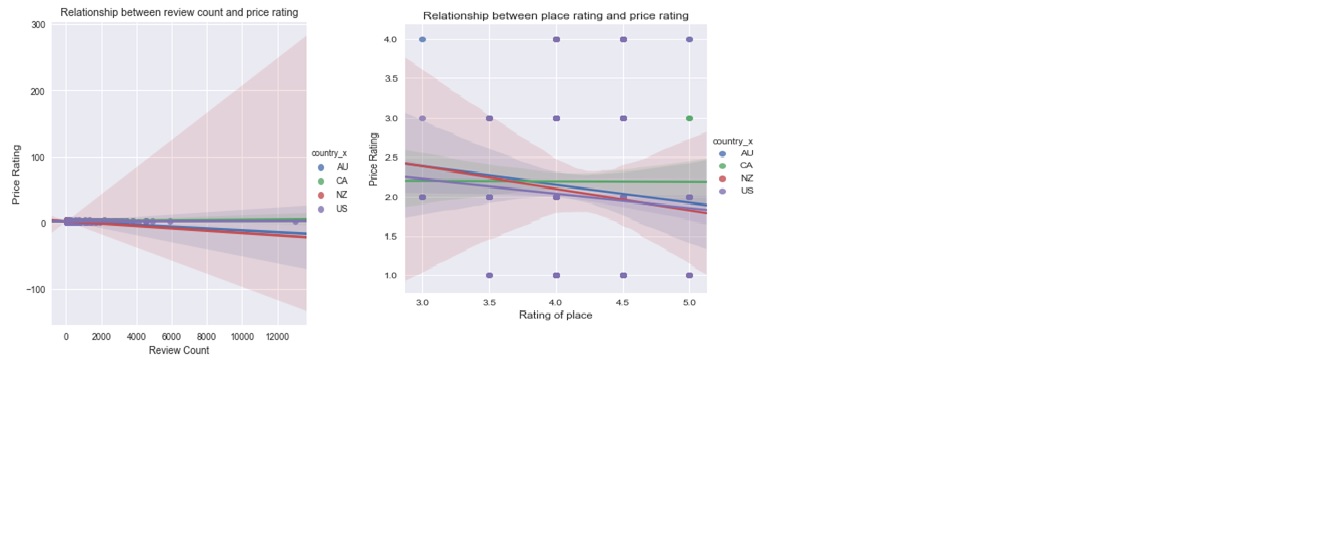 Relationship between review count and price rating
300
200
100
0
−100
Price Rating
0 2000 4000 6000 8000 10000 12000
Review Count
country_x
AU
CA
NZ
US
Relationship between place rating and price rating
4.0
3.5
3.0
2.5
2.0
1.5
1.0
Price Rating
3.0 3.5 4.0 4.5 5.0
Rating of place
country_x
AU
CA
NZ
US